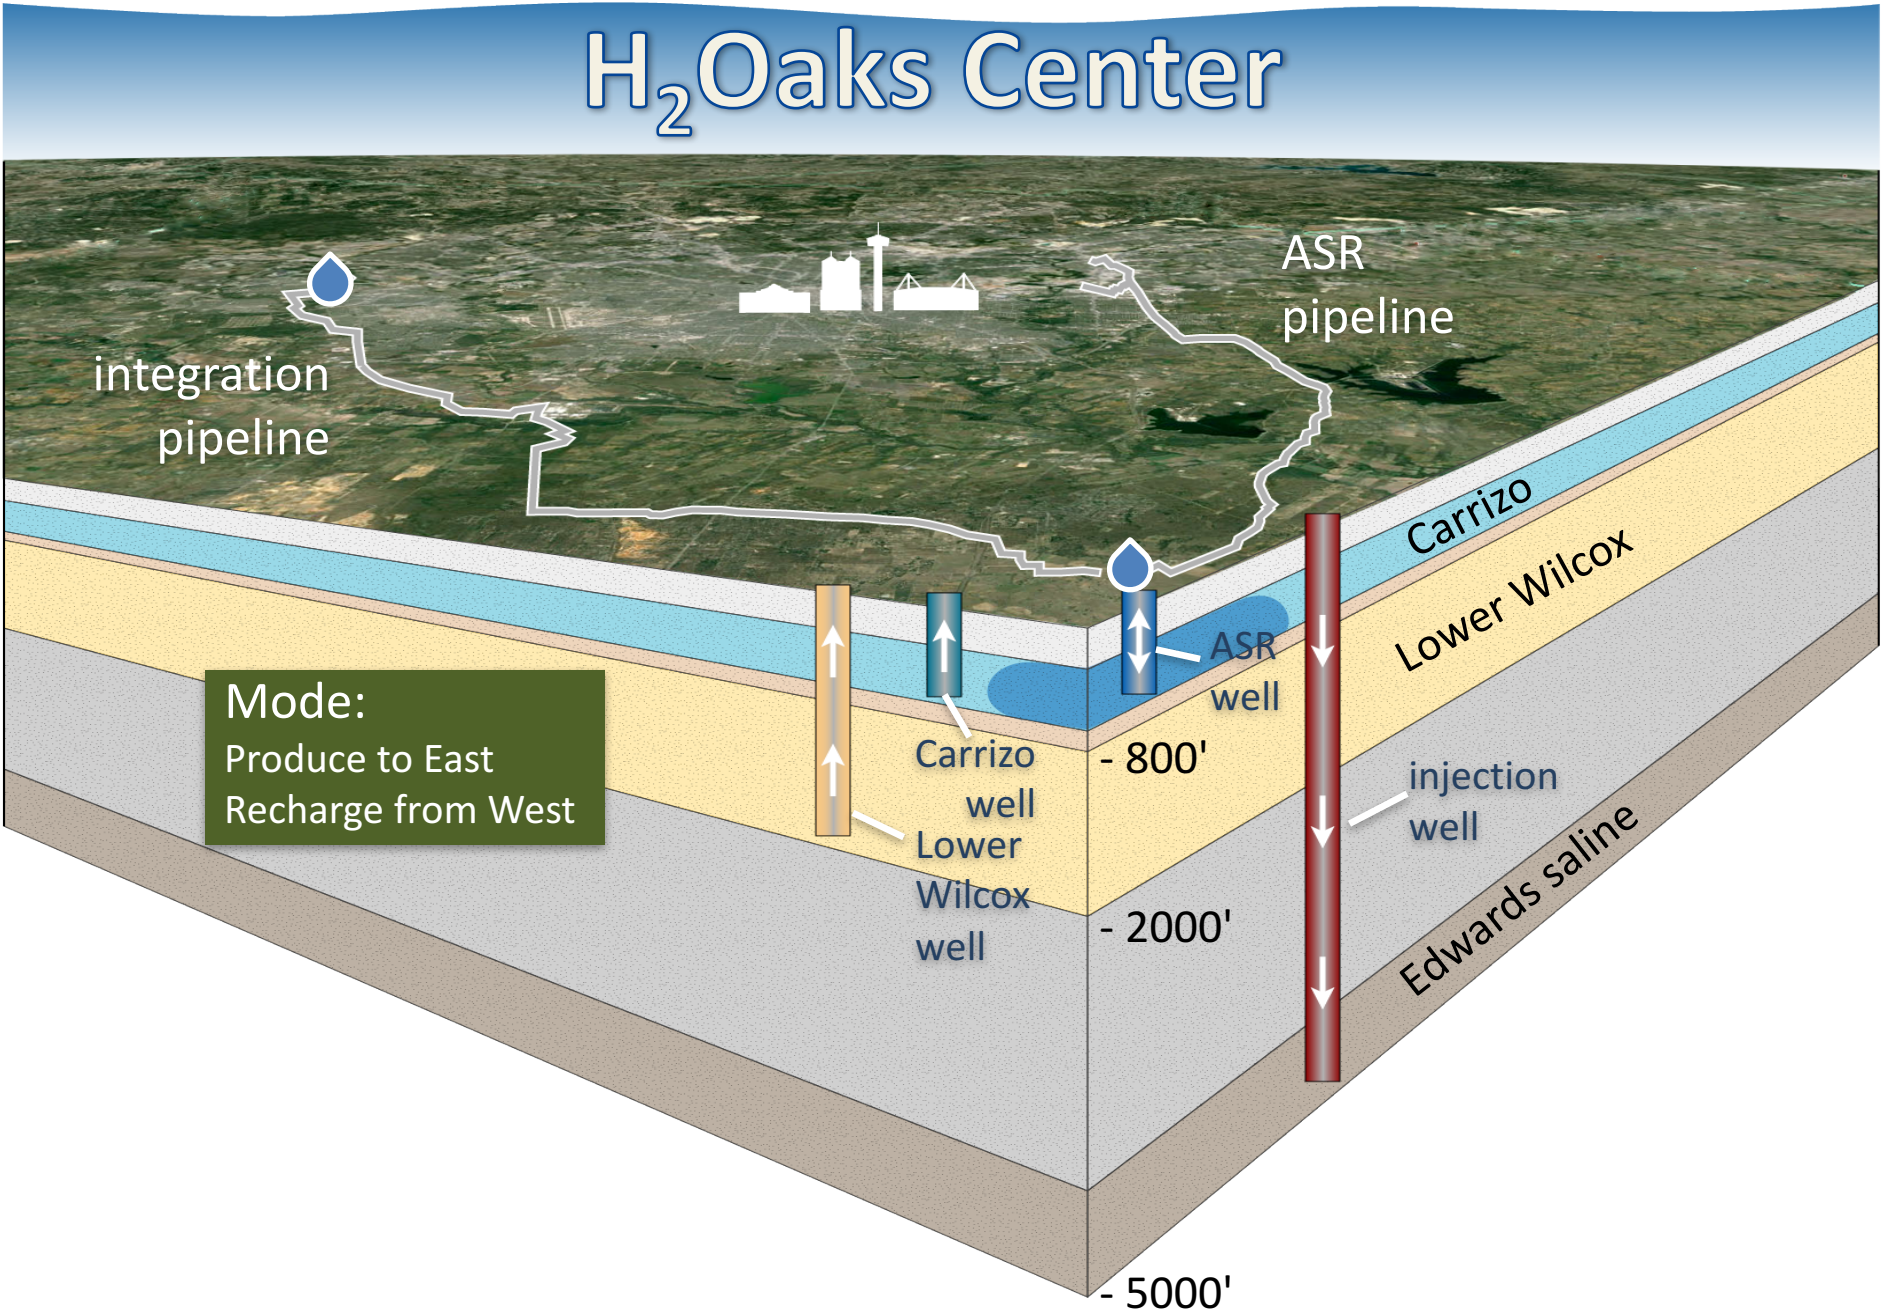 H₂Oaks Center
ASR
pipeline
integration
pipeline
Carrizo
Lower Wilcox
ASR
well
Mode:
Produce to East
Recharge from West
Carrizo
well
- 800'
injection
well
Lower
Wilcox
well
- 2000'
Edwards saline
- 5000'